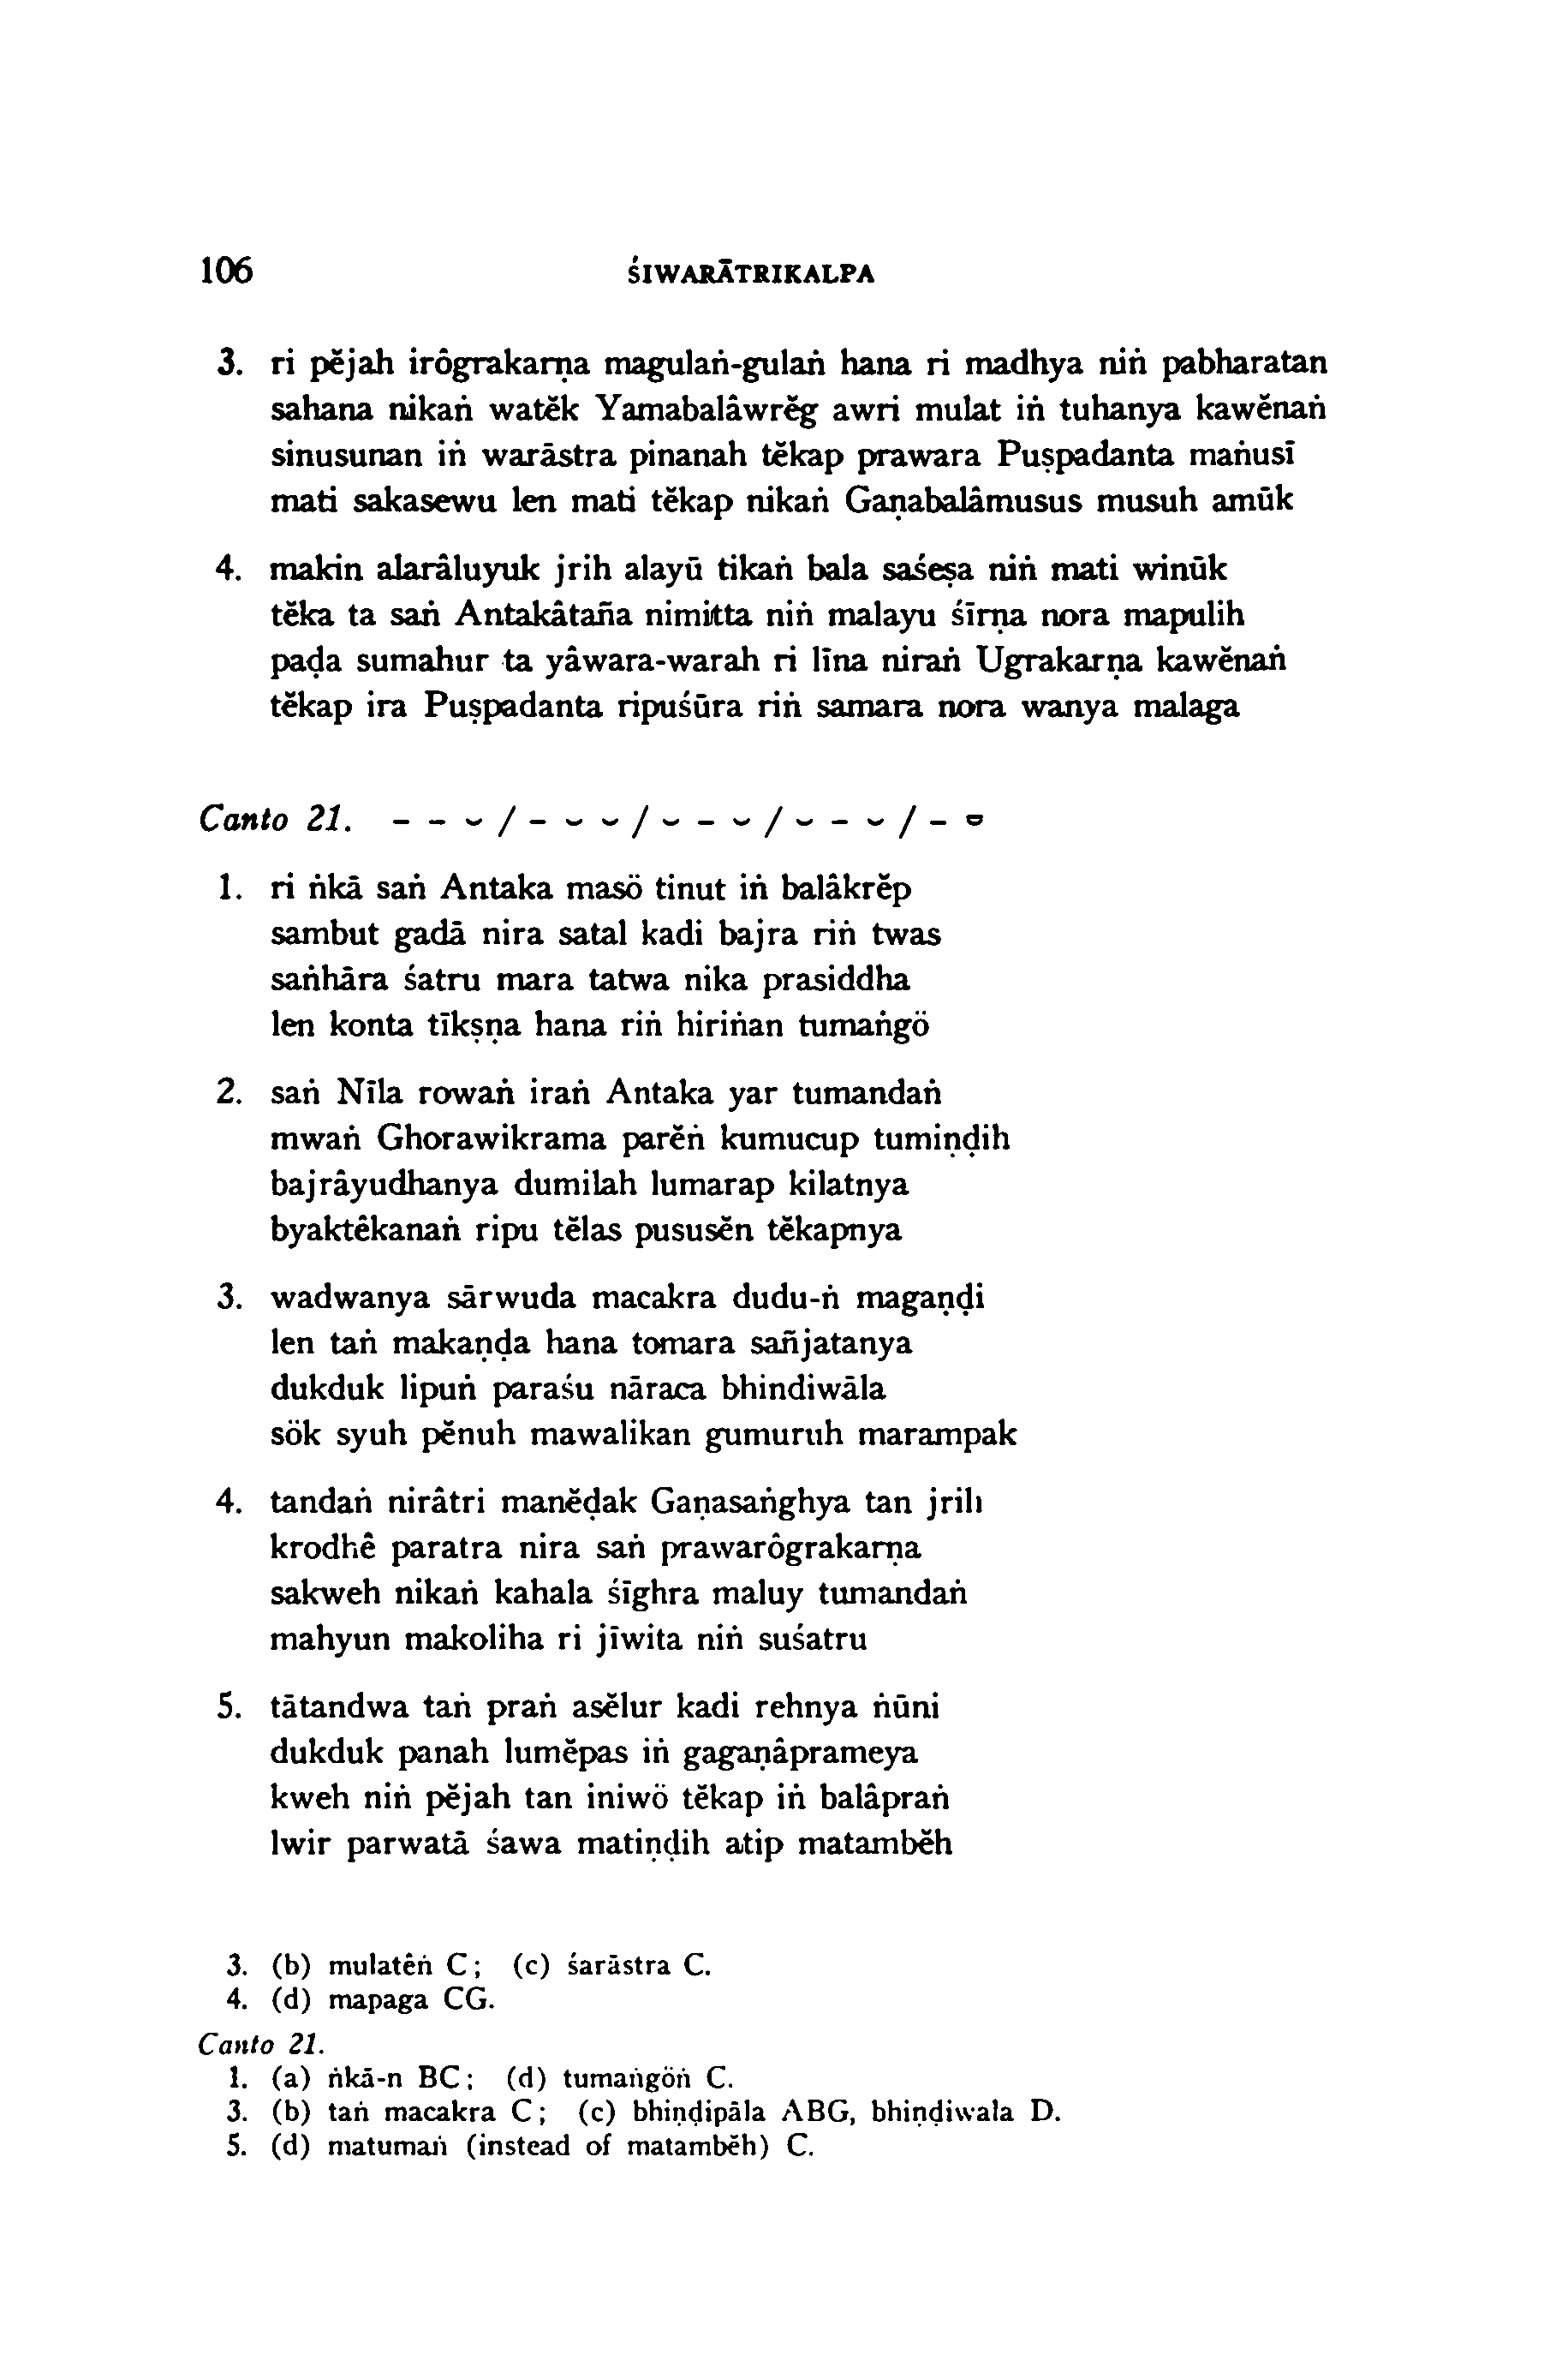 106 ŚIWARĀTRIKALPA
3. ri pĕjah irôgrakarṇa magulaṅ-gulaṅ hana ri madhya niṅ pabharatan
sahana nikaṅ watĕk Yamabalâwrĕg awri mulat iṅ tuhanya kawĕnaṅ
sinusunan iṅ warāstra pinanah tĕkap prawara Puṣpadanta maṅusī
mati sakasewu len mati tĕkap nikaṅ Gaṇabalâmusus musuh amūk
4. makin alarâluyuk jrih alayū tikaṅ bala saśeṣa niṅ mati winūk
tĕka ta saṅ Antakâtaña nimitta niṅ malayu śīrṇa nora mapulih
paḍa sumahur ta yâwara-warah ri līna niraṅ Ugrakarṇa kawĕnaṅ
tĕkap ira Puṣpadanta ripuśūra riṅ samara nora wanya malaga
Canto 21. - - ⏑ / - ⏑ ⏑ / ⏑ - ⏑ / ⏑ - ⏑ / - ⏓
1. ri ṅkā saṅ Antaka masö tinut iṅ balâkrĕp
sambut gadā nira satal kadi bajra riṅ twas
saṅhāra śatru mara tatwa nika prasiddha
len konta tīkṣṇa hana riṅ hiriṅan tumaṅgö
2. saṅ Nīla rowaṅ iraṅ Antaka yar tumandaṅ
mwaṅ Ghorawikrama parĕṅ kumucup tumiṇḍih
bajrâyudhanya dumilah lumarap kilatnya
byaktêkanaṅ ripu tĕlas pususĕn tĕkapnya
3. wadwanya sārwuda macakra dudu-ṅ magaṇḍi
len taṅ makaṇḍa hana tomara sañjatanya
dukduk lipuṅ paraśu nāraca bhindiwāla
sök syuh pĕnuh mawalikan gumuruh marampak
4. tandaṅ nirâtri manĕḍak Gaṇasaṅghya tan jrih
krodhê paratra nira saṅ prawarôgrakarṇa
sakweh nikaṅ kahala śīghra maluy tumandaṅ
mahyun makoliha ri jīwita niṅ suśatru
5. tātandwa taṅ praṅ asĕlur kadi rehnya ṅūni
dukduk panah lumĕpas iṅ gagaṇâprameya
kweh niṅ pĕjah tan iniwö tĕkap iṅ balâpraṅ
lwir parwatā śawa matiṇḍih atip matambĕh
3. (b) mulatêṅ C; (c) śarāstra C.
4. (d) mapaga CG.
Canto 21.
1. (a) ṅkā-n BC; (d) tumaṅgöṅ C.
3. (b) taṅ macakra C; (c) bhiṇḍipāla ABG, bhiṇḍiwala D.
5. (d) matumaṅ (instead of matambĕh) C.